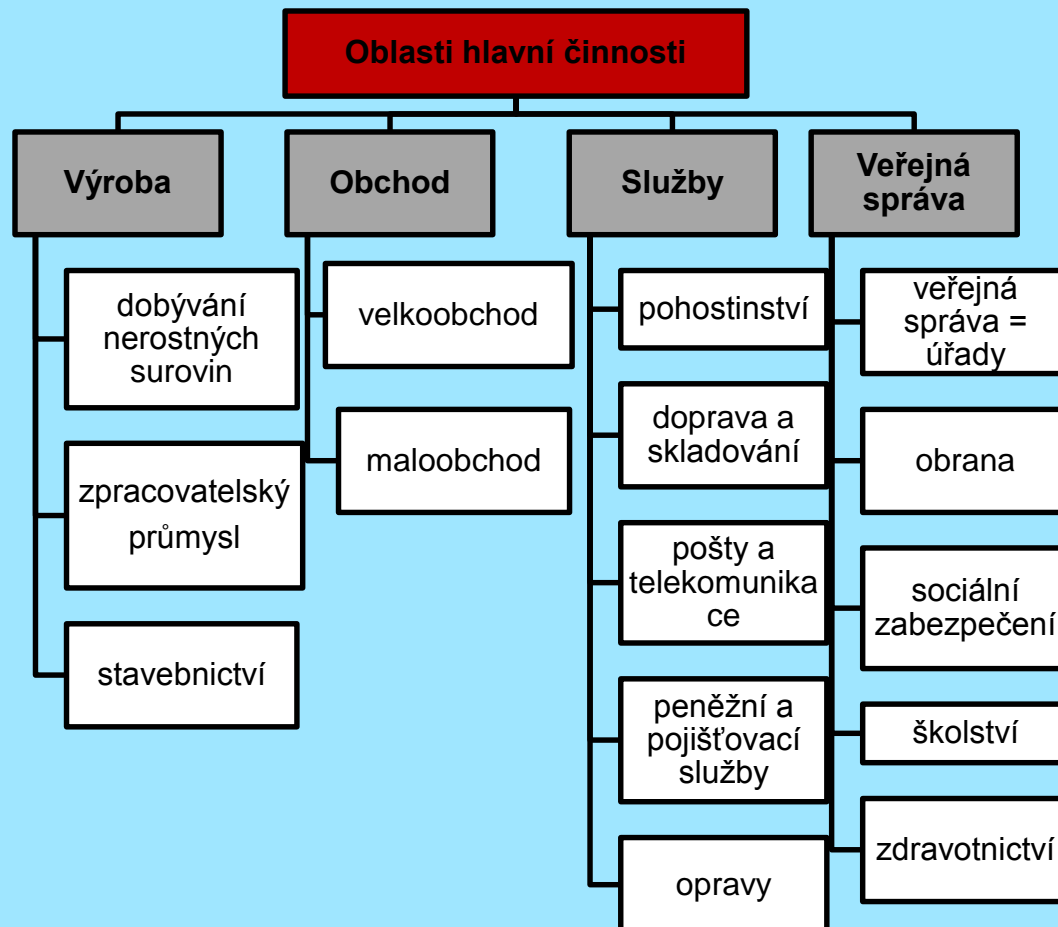 Oblasti hlavní činnosti
Výroba
dobývání
nerostných
surovin
zpracovatelský
průmysl
stavebnictví
Obchod
velkoobchod
maloobchod
Služby
pohostinství
doprava a
skladování
pošty a
telekomunika
ce
peněžní a
pojišťovací
služby
opravy
Veřejná
správa
veřejná
správa =
úřady
obrana
sociální
zabezpečení
školství
zdravotnictví